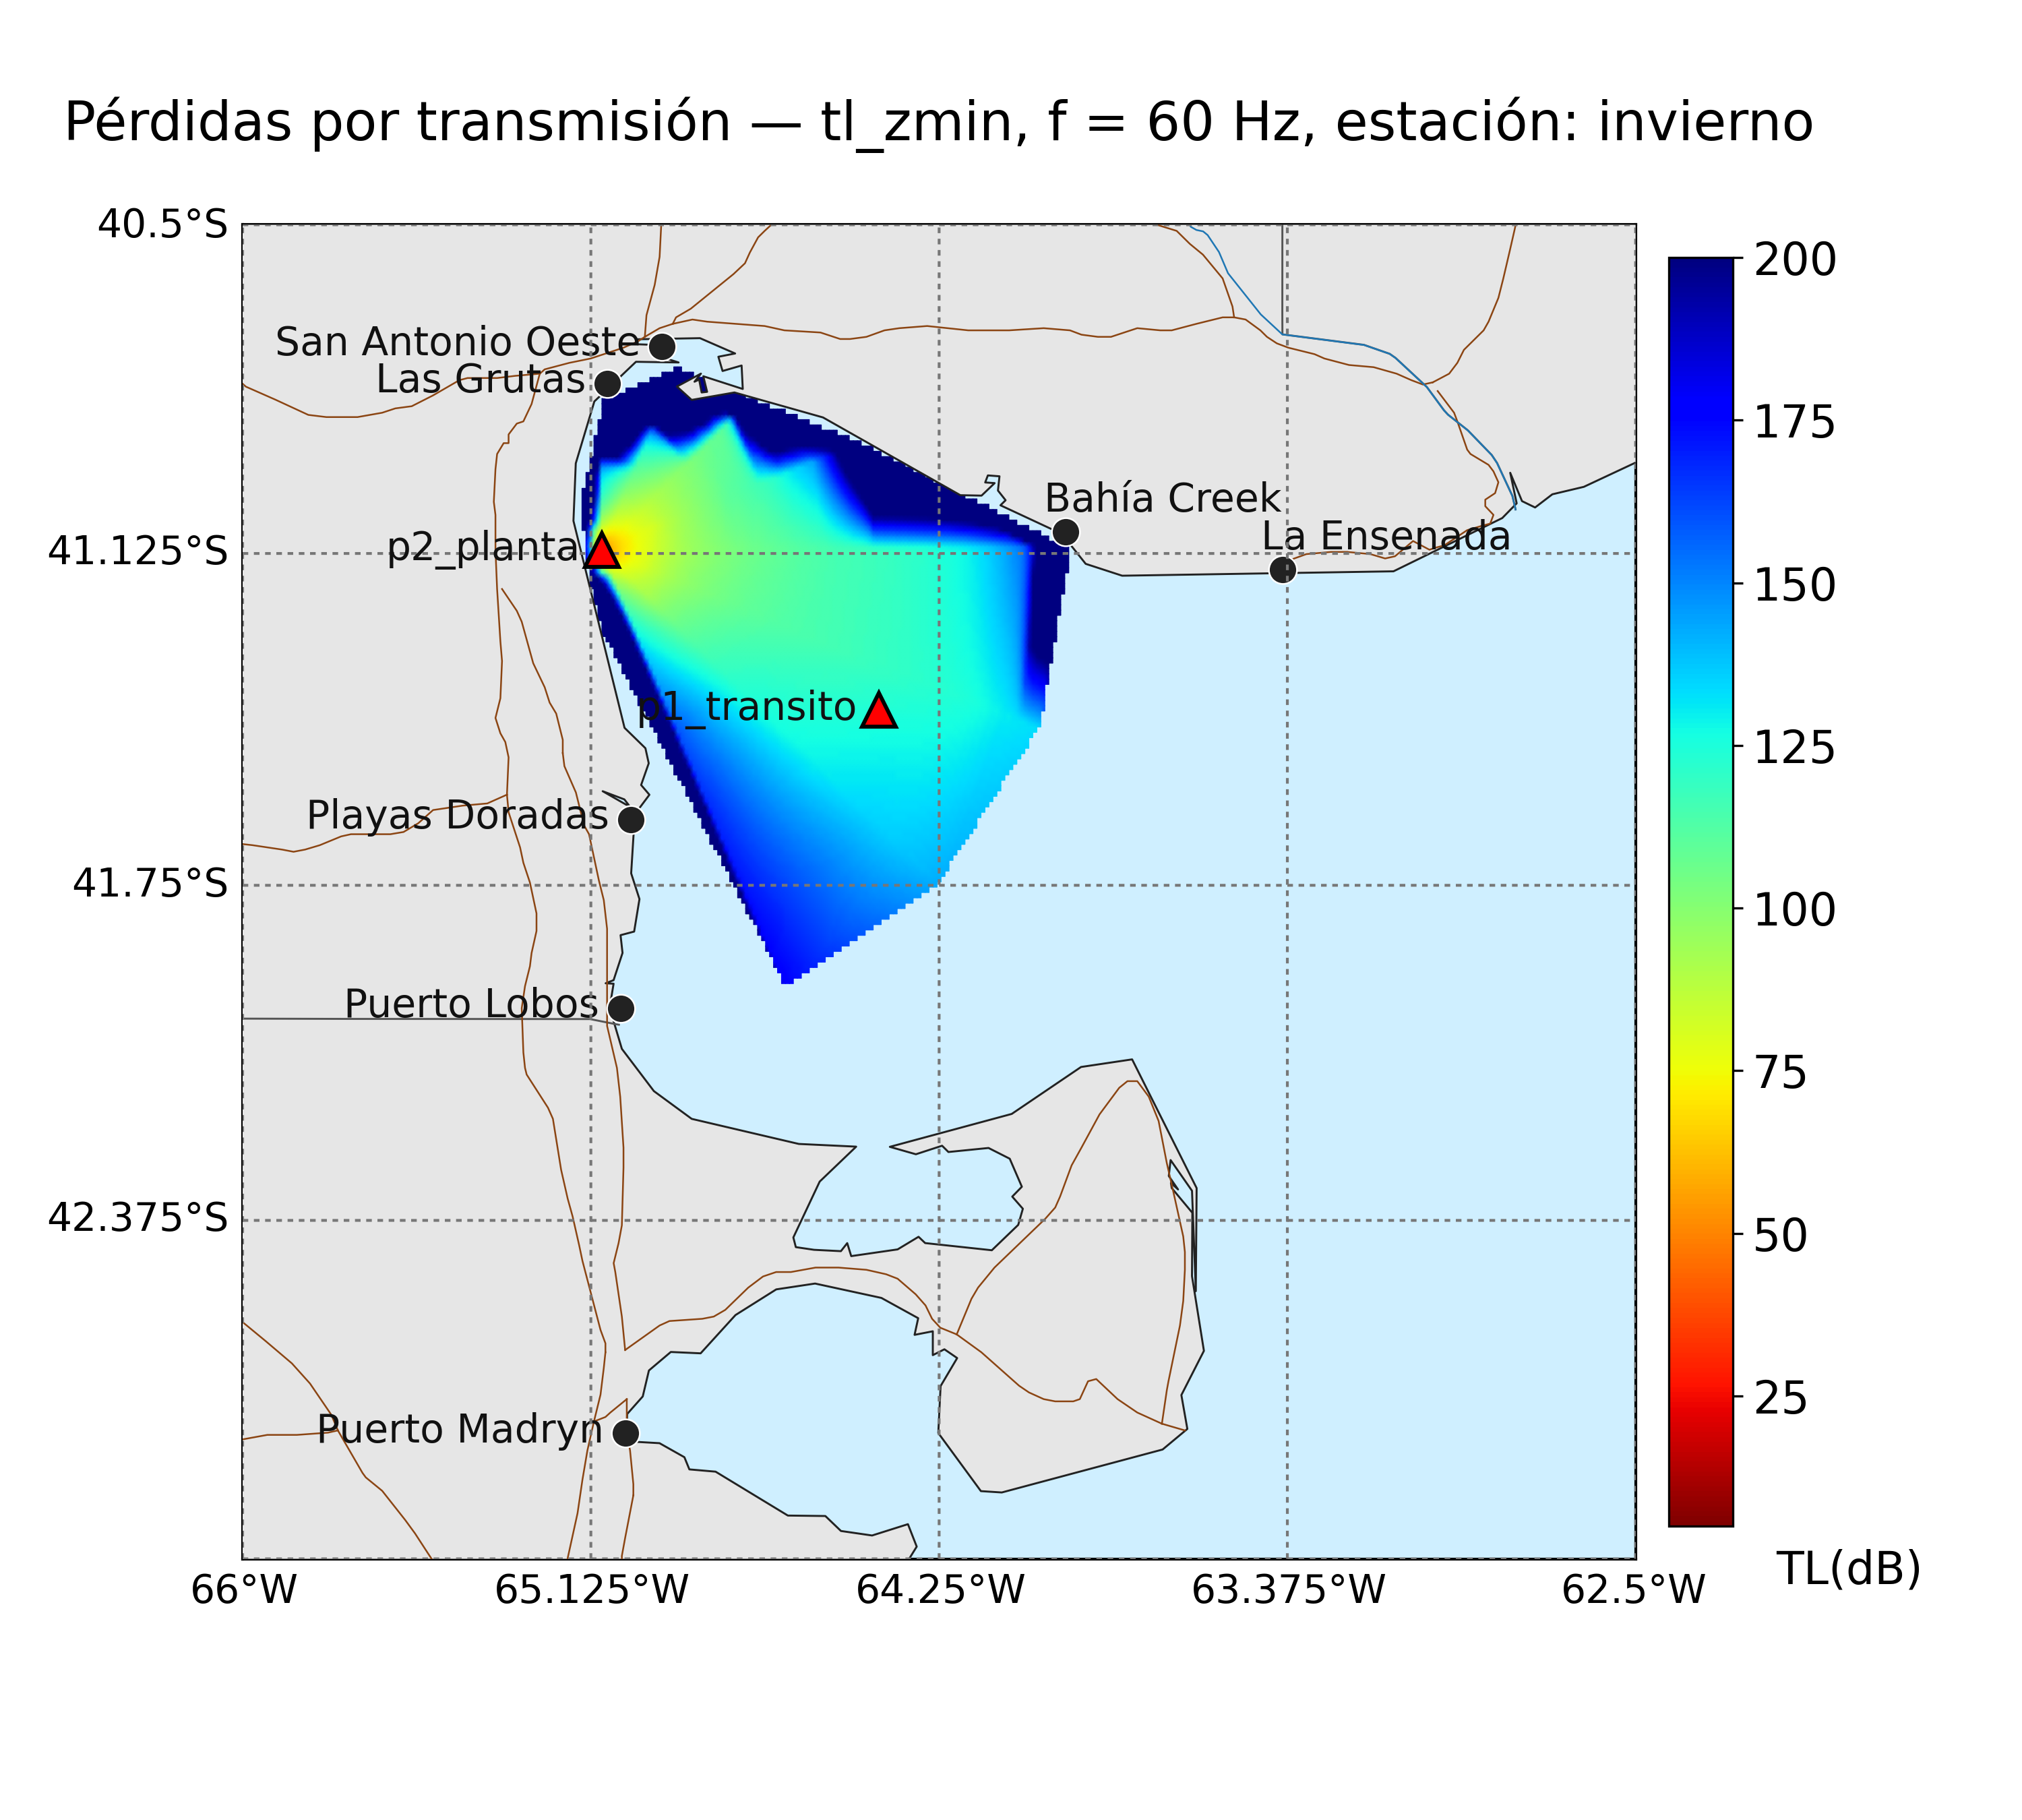 Pérdidas por transmisión — tl_zmin, f = 60 Hz, estación: invierno
40.5°S
200
San Antonio Oeste
Las Grutas
175
Bahía Creek
La Ensenada
p2_planta
41.125°S
150
p1_transito
125
Playas Doradas
41.75°S
100
Puerto Lobos
75
42.375°S
50
25
Puerto Madryn
TL(dB)
66°W
65.125°W
64.25°W
63.375°W
62.5°W